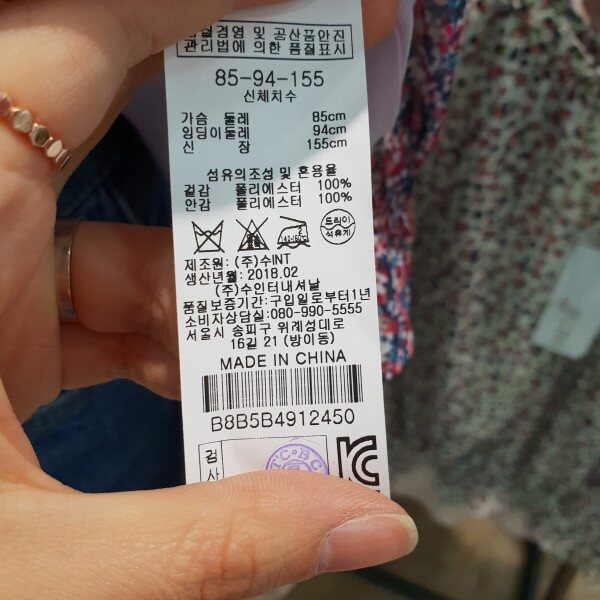 품질경영 및 공산품안전
관리법에 의한 품질표시
85-94-155
신체치수
가슴 둘레 85cm
엉덩이둘레 94cm
신 장 155cm
섬유의조성 및 혼용율
겉감 폴리에스터 100%
안감 폴리에스터 100%
드라이
석유계
제조원: (주)수INT
생산년월: 2018.02
(주)수인터내셔날
품질보증기간: 구입일로부터1년
소비자상담실:080-990-5555
서울시 송파구 위례성대로
16길 21 (방이동)
MADE IN CHINA
B8B5B4912450
검
사